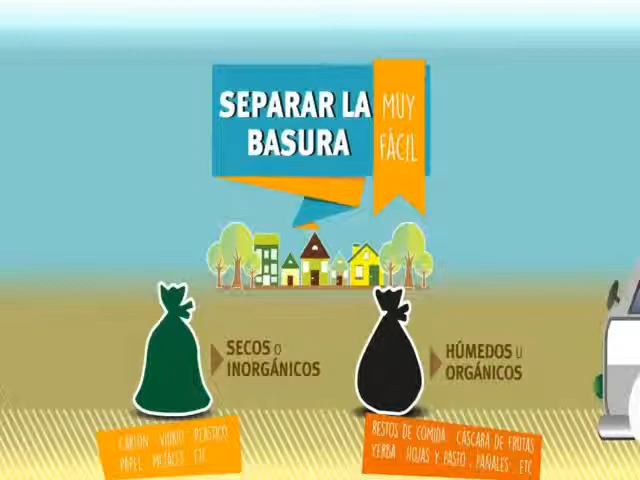 SEPARAR LA
BASURA
MUY
FÁCIL
SECOS o
INORGÁNICOS
HÚMEDOS u
ORGÁNICOS
CARTÓN VIDRIO PLÁSTICO
PAPEL METALES ETC
RESTOS DE COMIDA CÁSCARA DE FRUTAS
YERBA HOJAS Y PASTO PAÑALES ETC